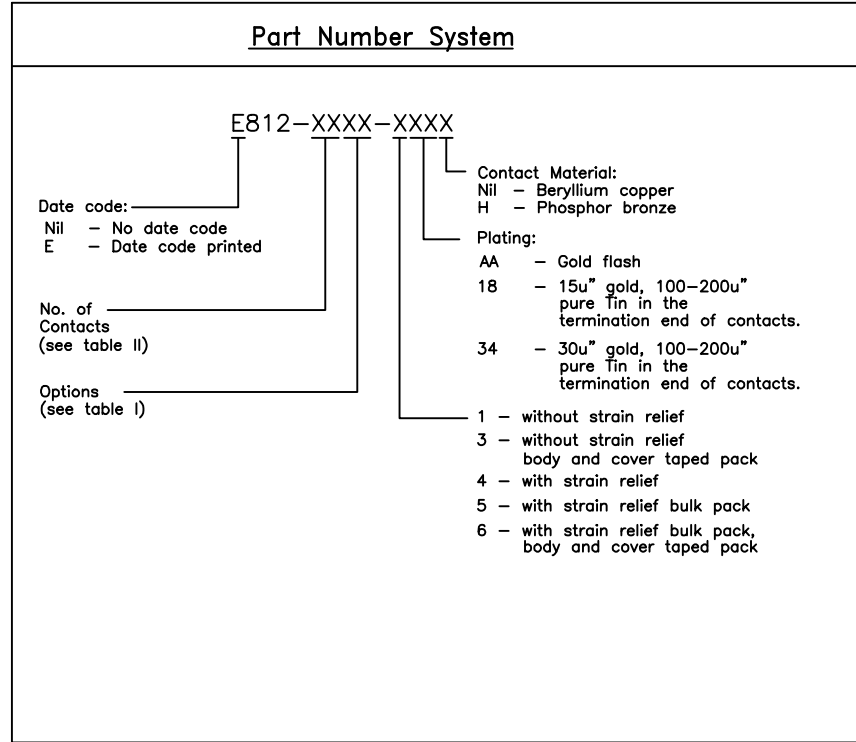 Part Number System
E812-XXXX-XXXX
Date code:
Nil - No date code
E - Date code printed
No. of
Contacts
(see table II)
Options
(see table I)
Contact Material:
Nil - Beryllium copper
H - Phosphor bronze
Plating:
AA - Gold flash
18 - 15u" gold, 100-200u"
pure Tin in the
termination end of contacts.
34 - 30u" gold, 100-200u"
pure Tin in the
termination end of contacts.
1 - without strain relief
3 - without strain relief
body and cover taped pack
4 - with strain relief
5 - with strain relief bulk pack
6 - with strain relief bulk pack,
body and cover taped pack